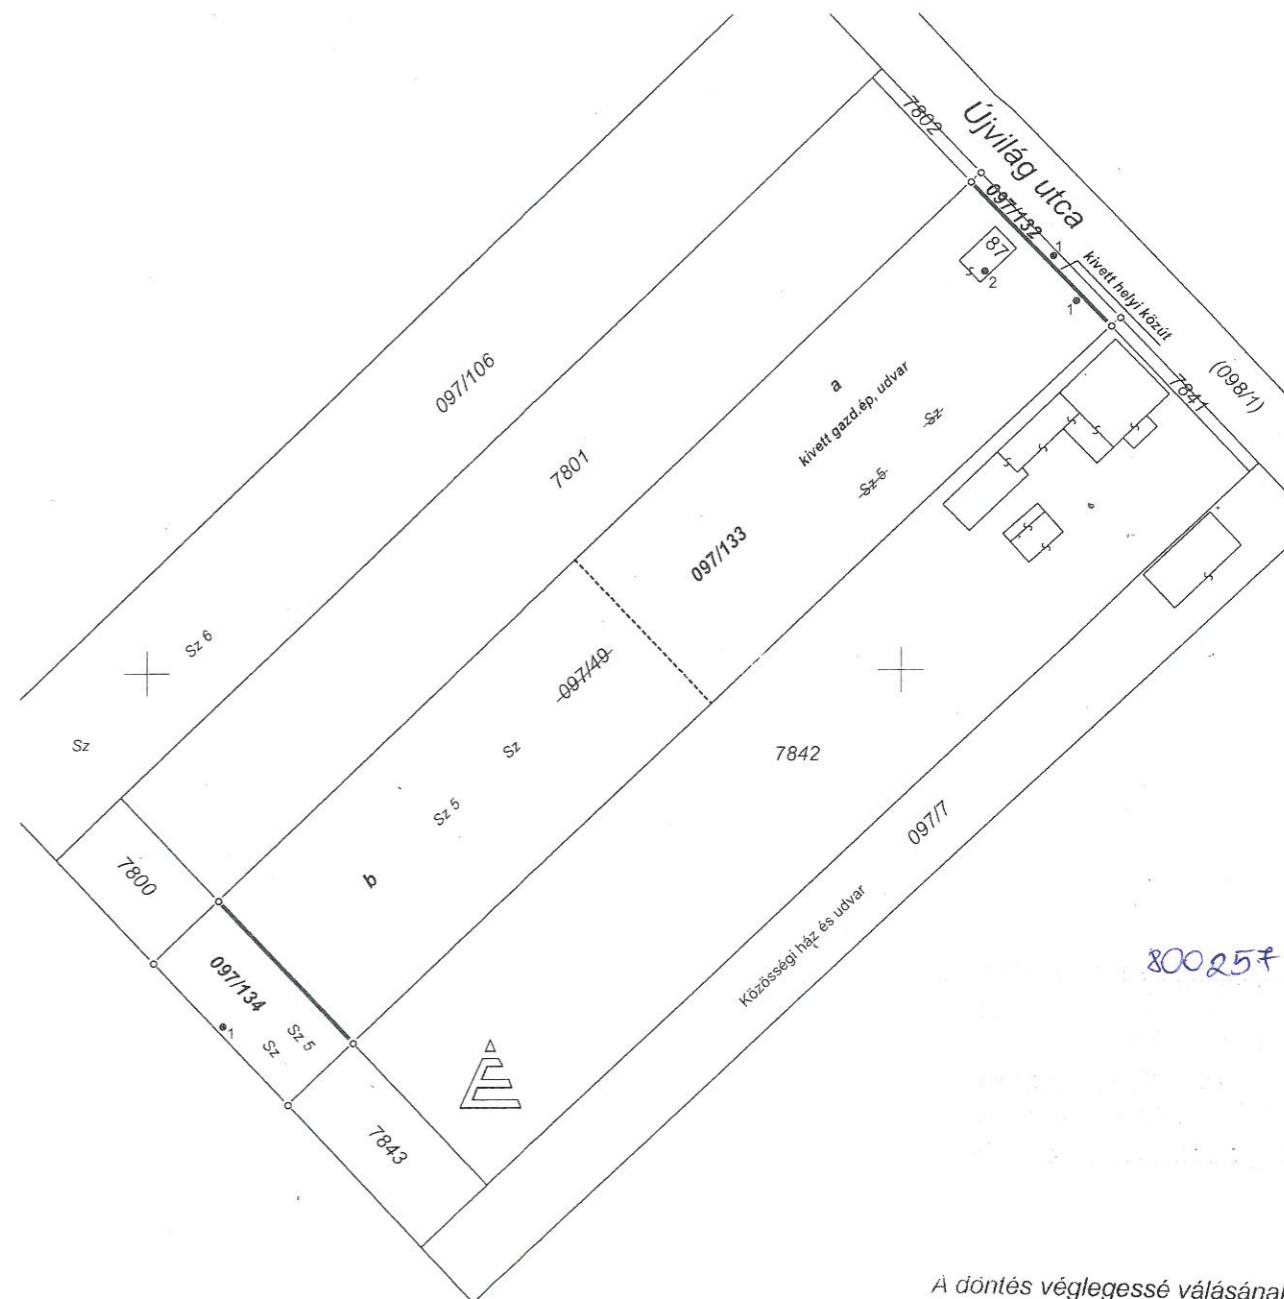 7802
Újvilág utca
097/132
1
kivett helyi közút
87
2
1
(098/1)
7841
097/106
a
kivett gazd.ép, udvar
Sz
Sz 5
7801
097/133
Sz 6
097/49
Sz
Sz
7842
Sz 5
097/7
b
7800
Közösségi ház és udvar
097/134
1
Sz 5
Sz
7843
800257
A döntés véglegessé válásának